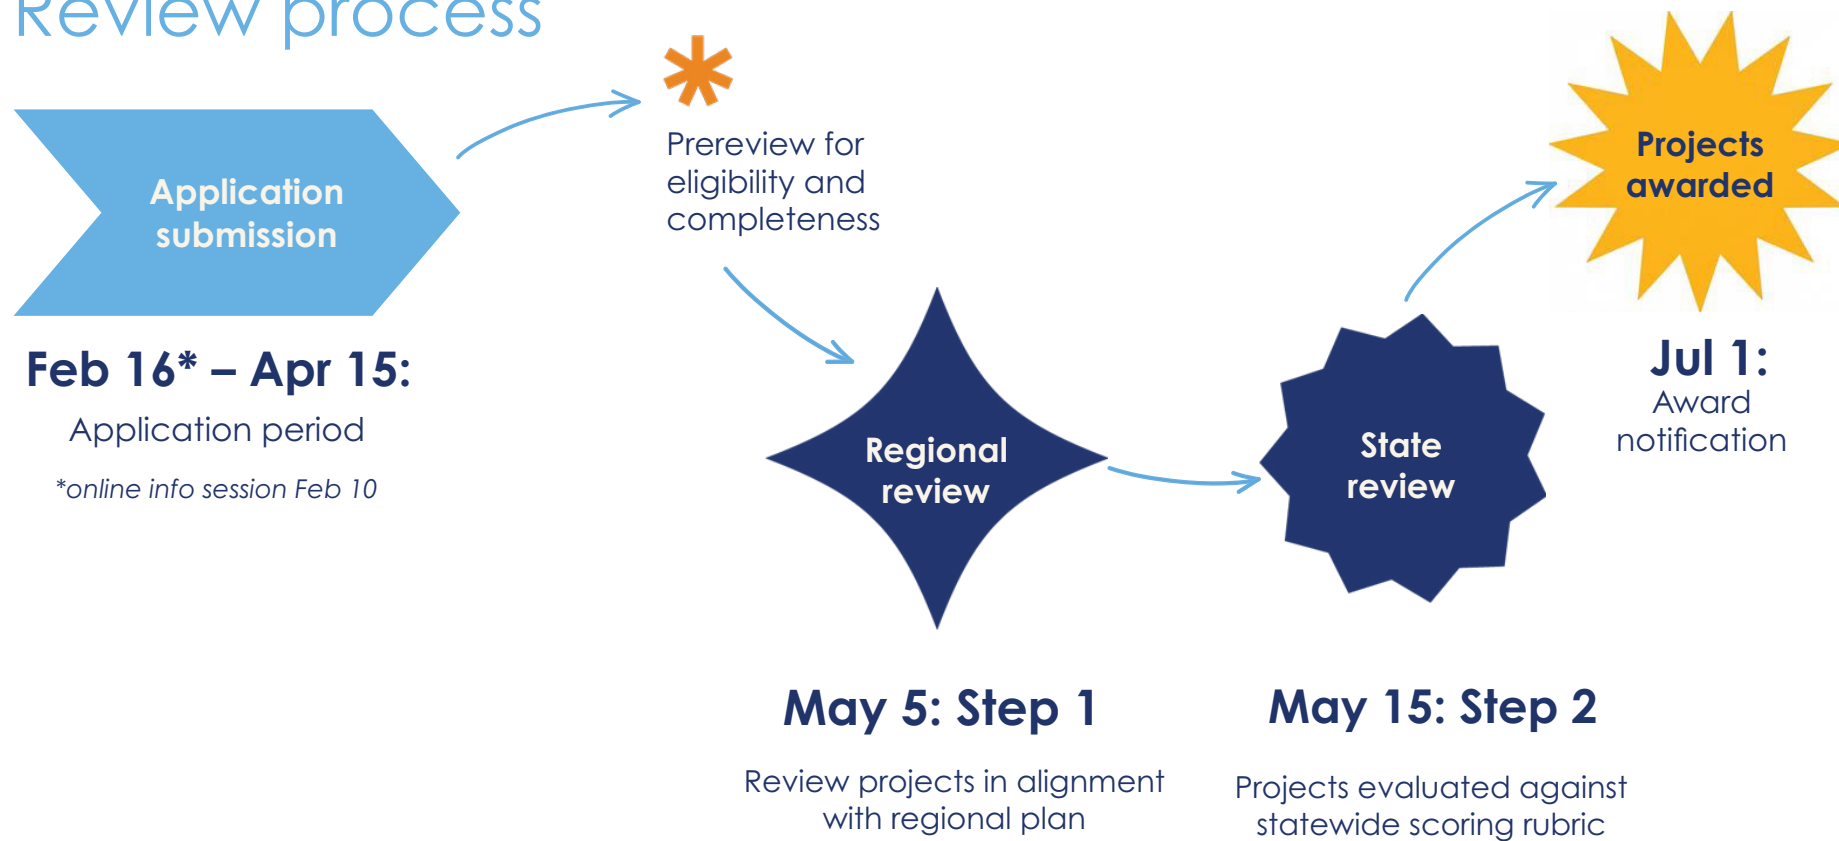 Review process
Application
submission
Feb 16* – Apr 15:
Application period
*online info session Feb 10
Prereview for
eligibility and
completeness
Regional
review
May 5: Step 1
Review projects in alignment
with regional plan
State
review
May 15: Step 2
Projects evaluated against
statewide scoring rubric
Projects
awarded
Jul 1:
Award
notification